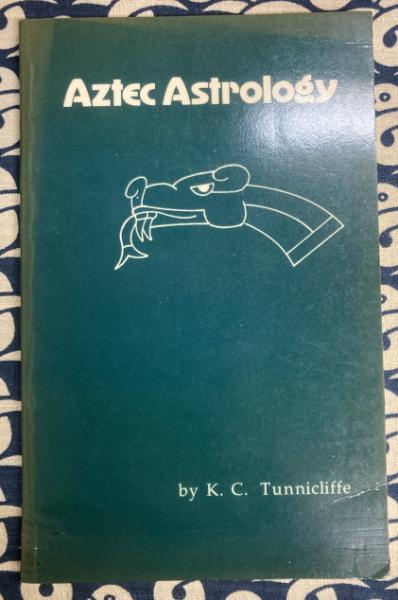 Aztec Astrology
by K. C. Tunnicliffe